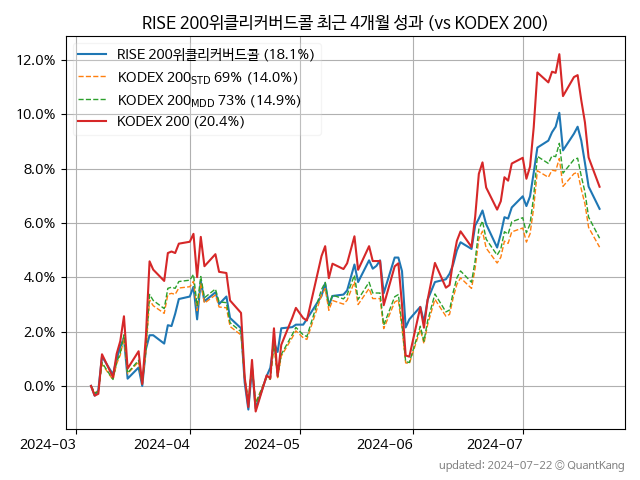 RISE 200위클리커버드콜 최근 4개월 성과 (vs KODEX 200)
RISE 200위클리커버드콜 (18.1%)
KODEX 200STD 69% (14.0%)
KODEX 200MDD 73% (14.9%)
KODEX 200 (20.4%)
12.0%
10.0%
8.0%
6.0%
4.0%
2.0%
0.0%
2024-03 2024-04 2024-05 2024-06 2024-07
updated: 2024-07-22 ⓒ QuantKang